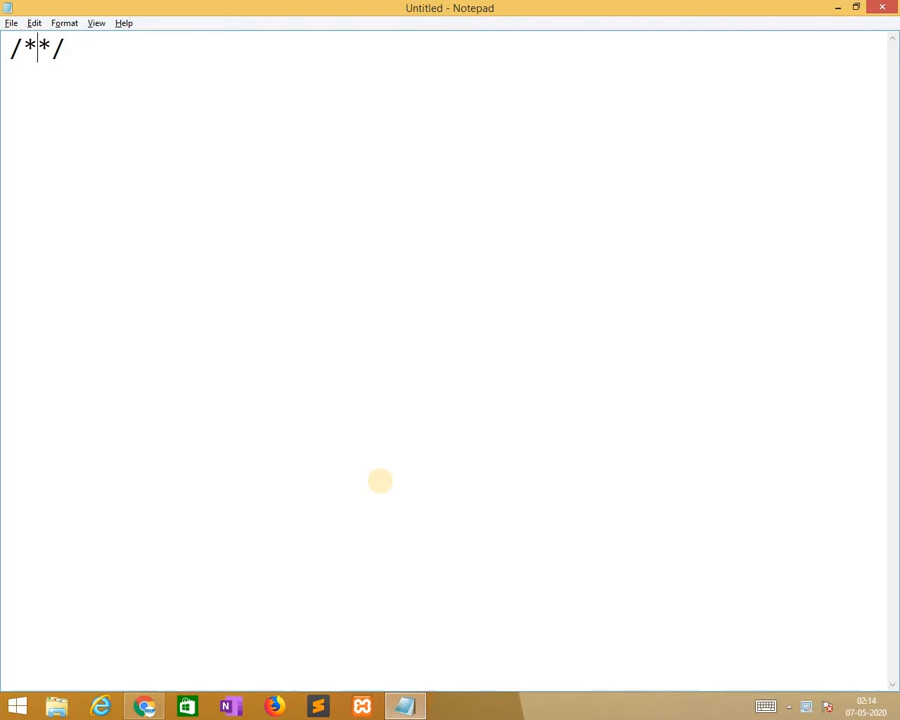 Untitled - Notepad
File Edit Format View Help
/**/
02:14
07-05-2020